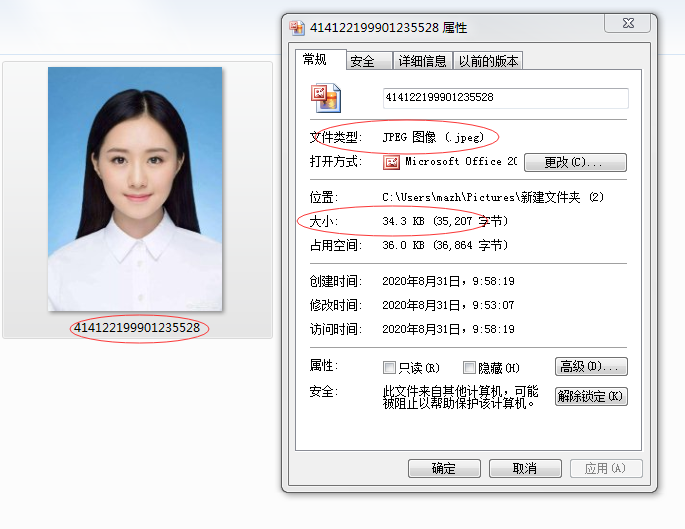 414122199901235528 属性
常规 安全 详细信息 以前的版本
414122199901235528
文件类型: JPEG 图像 (.jpeg)
打开方式: Microsoft Office 20 更改(C)...
位置: C:\Users\mazh\Pictures\新建文件夹 (2)
大小: 34.3 KB (35,207 字节)
占用空间: 36.0 KB (36,864 字节)
创建时间: 2020年8月31日, 9:58:19
修改时间: 2020年8月31日, 9:53:07
访问时间: 2020年8月31日, 9:58:19
属性: 只读(R) 隐藏(H) 高级(D)...
安全: 此文件来自其他计算机，可能
被阻止以帮助保护该计算机。 解除锁定(K)
确定 取消 应用(A)
414122199901235528